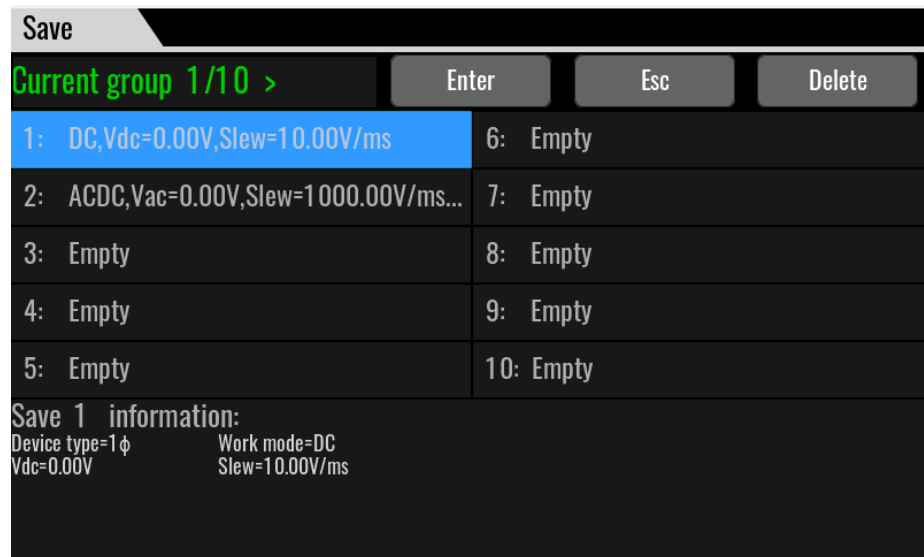 Save
Current group 1/10 > Enter Esc Delete
1: DC,Vdc=0.00V,Slew=10.00V/ms
2: ACDC,Vac=0.00V,Slew=1000.00V/ms...
3: Empty
4: Empty
5: Empty
6: Empty
7: Empty
8: Empty
9: Empty
10: Empty
Save 1 information:
Device type=1ϕ Work mode=DC
Vdc=0.00V Slew=10.00V/ms